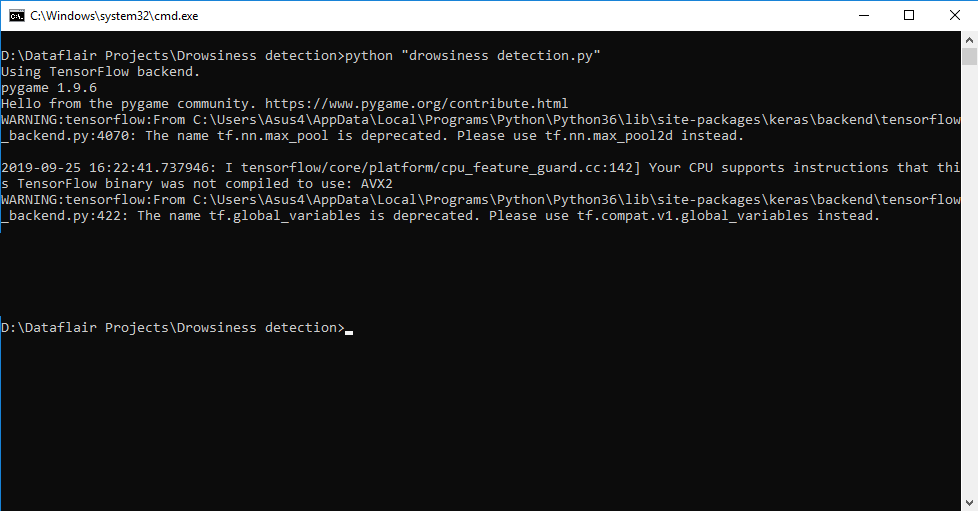 C:\Windows\system32\cmd.exe
D:\Dataflair Projects\Drowsiness detection>python "drowsiness detection.py"
Using TensorFlow backend.
pygame 1.9.6
Hello from the pygame community. https://www.pygame.org/contribute.html
WARNING:tensorflow:From C:\Users\Asus4\AppData\Local\Programs\Python\Python36\lib\site-packages\keras\backend\tensorflow
_backend.py:4070: The name tf.nn.max_pool is deprecated. Please use tf.nn.max_pool2d instead.
2019-09-25 16:22:41.737946: I tensorflow/core/platform/cpu_feature_guard.cc:142] Your CPU supports instructions that thi
s TensorFlow binary was not compiled to use: AVX2
WARNING:tensorflow:From C:\Users\Asus4\AppData\Local\Programs\Python\Python36\lib\site-packages\keras\backend\tensorflow
_backend.py:422: The name tf.global_variables is deprecated. Please use tf.compat.v1.global_variables instead.
D:\Dataflair Projects\Drowsiness detection>